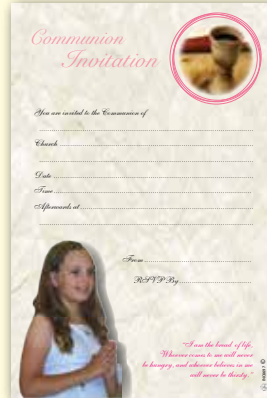 Communion
Invitation
You are invited to the Communion of
Church
Date
Time
Afterwards at
From
RSVP By
"I am the bread of life,
Whoever comes to me will never
be hungry, and whoever believes in me
will never be thirsty."